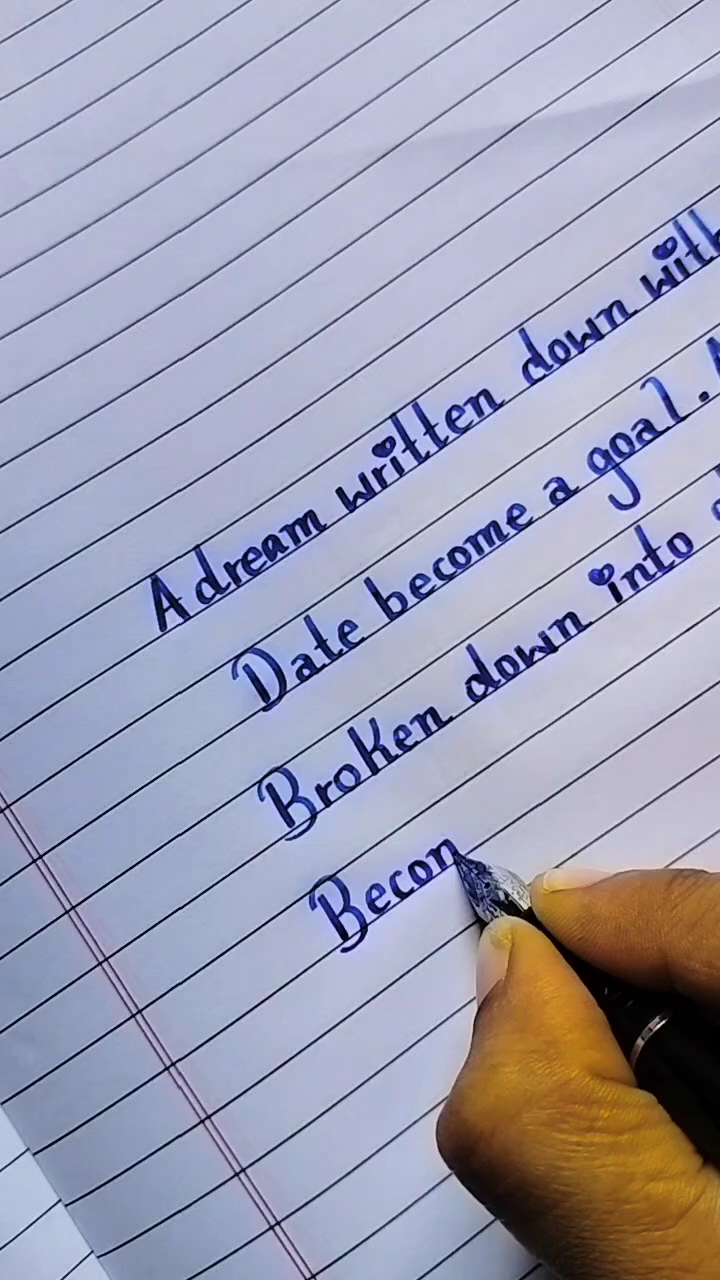 A dream written down with
Date become a goal. A
Broken down into
Becon